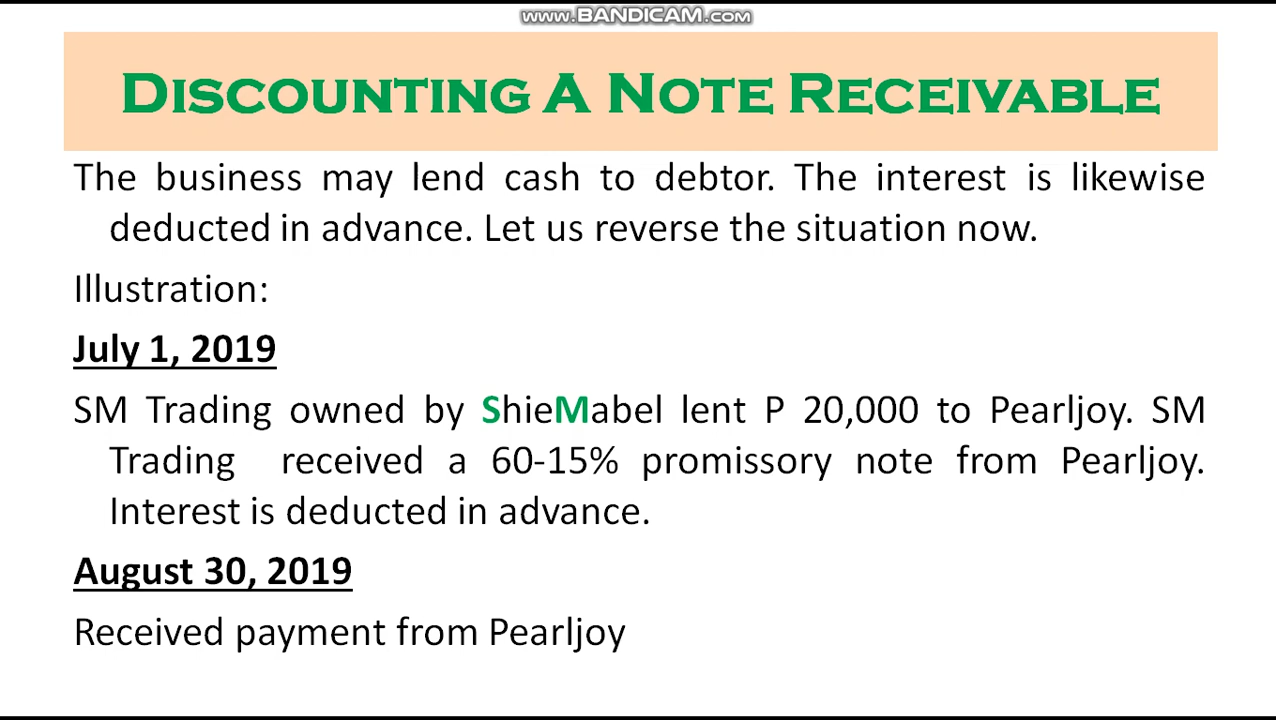 www.BANDICAM.com
DISCOUNTING A NOTE RECEIVABLE
The business may lend cash to debtor. The interest is likewise
deducted in advance. Let us reverse the situation now.
Illustration:
July 1, 2019
SM Trading owned by ShieMabel lent P 20,000 to Pearljoy. SM
Trading received a 60-15% promissory note from Pearljoy.
Interest is deducted in advance.
August 30, 2019
Received payment from Pearljoy